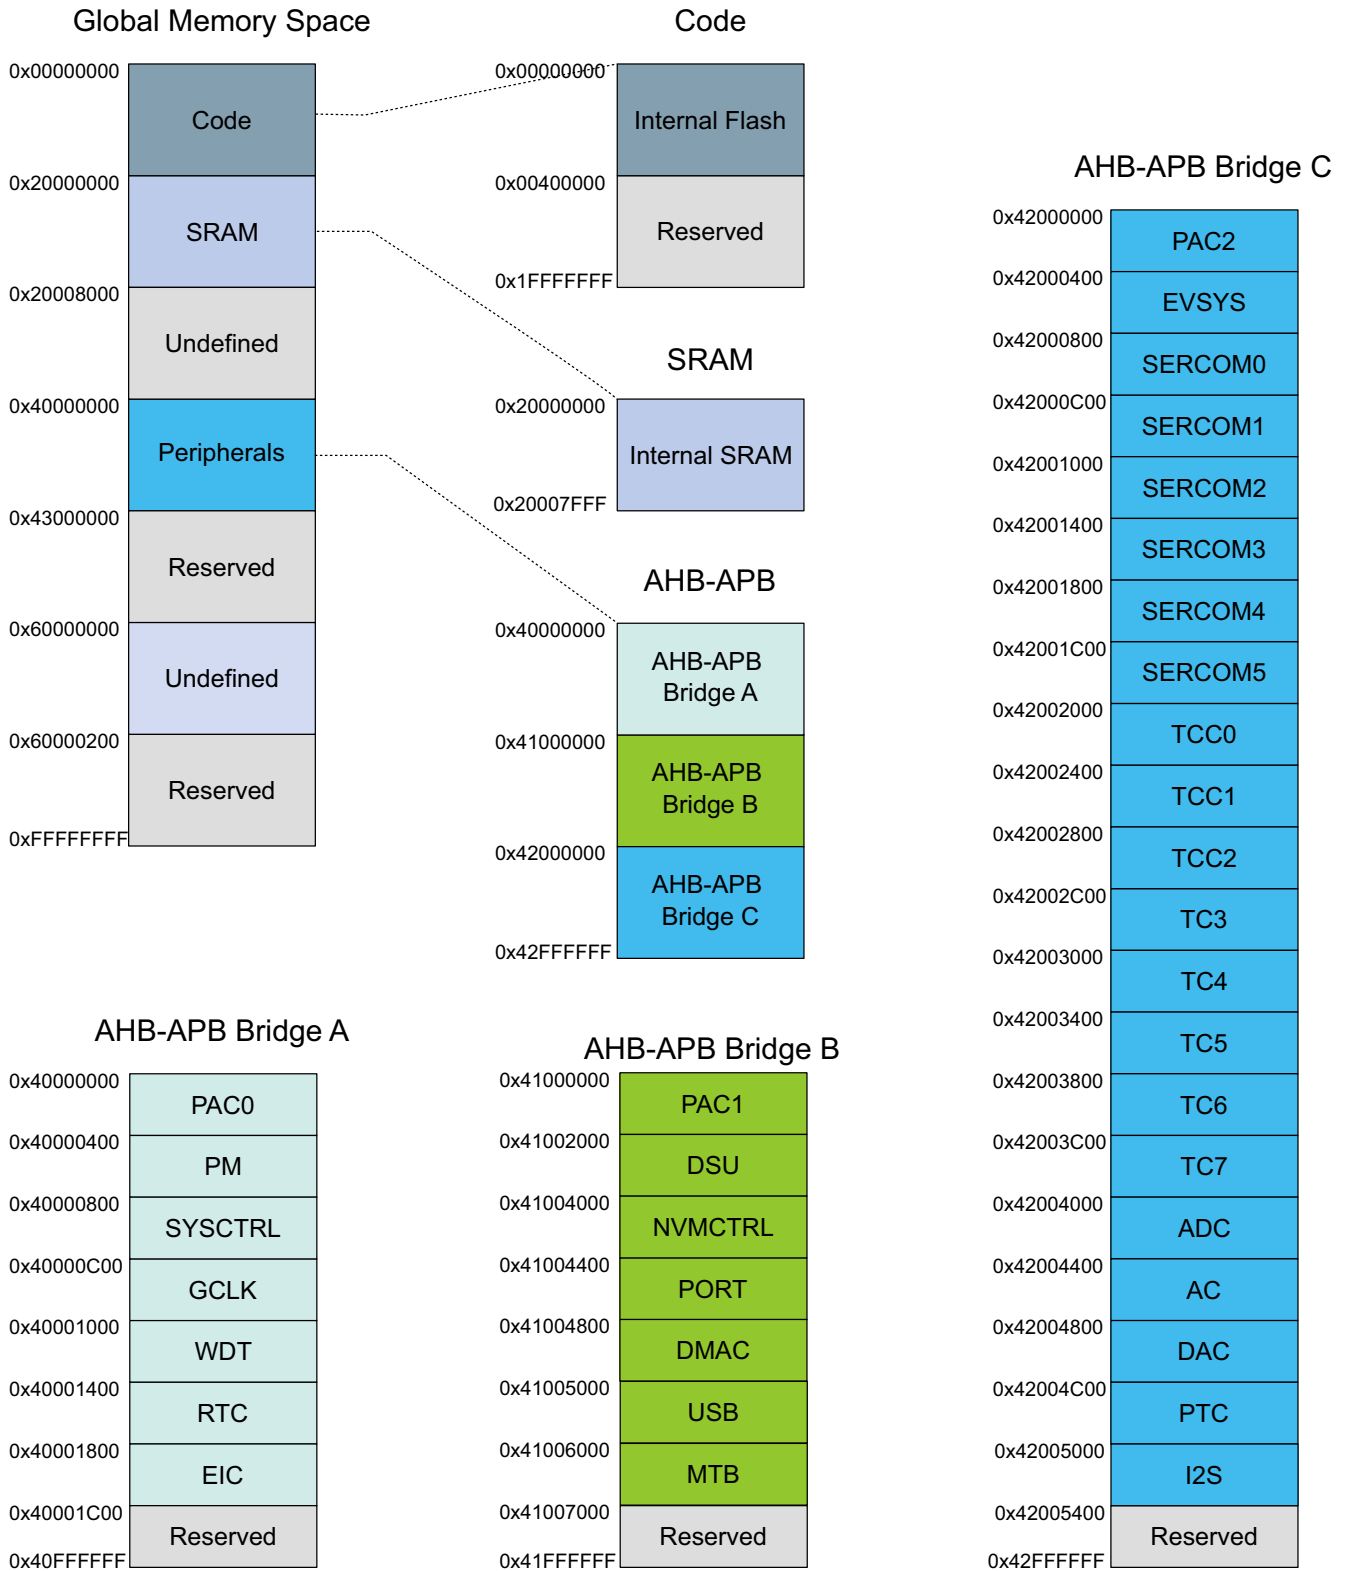 Global Memory Space
0x00000000
Code
0x20000000
SRAM
0x20008000
Undefined
0x40000000
Peripherals
0x43000000
Reserved
0x60000000
Undefined
0x60000200
Reserved
0xFFFFFFFF
Code
0x00000000
Internal Flash
0x00400000
Reserved
0x1FFFFFFF
SRAM
0x20000000
Internal SRAM
0x20007FFF
AHB-APB
0x40000000
AHB-APB
Bridge A
0x41000000
AHB-APB
Bridge B
0x42000000
AHB-APB
Bridge C
0x42FFFFFF
AHB-APB Bridge A
0x40000000
PAC0
0x40000400
PM
0x40000800
SYSCTRL
0x40000C00
GCLK
0x40001000
WDT
0x40001400
RTC
0x40001800
EIC
0x40001C00
Reserved
0x40FFFFFF
AHB-APB Bridge B
0x41000000
PAC1
0x41002000
DSU
0x41004000
NVMCTRL
0x41004400
PORT
0x41004800
DMAC
0x41005000
USB
0x41006000
MTB
0x41007000
Reserved
0x41FFFFFF
AHB-APB Bridge C
0x42000000
PAC2
0x42000400
EVSYS
0x42000800
SERCOM0
0x42000C00
SERCOM1
0x42001000
SERCOM2
0x42001400
SERCOM3
0x42001800
SERCOM4
0x42001C00
SERCOM5
0x42002000
TCC0
0x42002400
TCC1
0x42002800
TCC2
0x42002C00
TC3
0x42003000
TC4
0x42003400
TC5
0x42003800
TC6
0x42003C00
TC7
0x42004000
ADC
0x42004400
AC
0x42004800
DAC
0x42004C00
PTC
0x42005000
I2S
0x42005400
Reserved
0x42FFFFFF